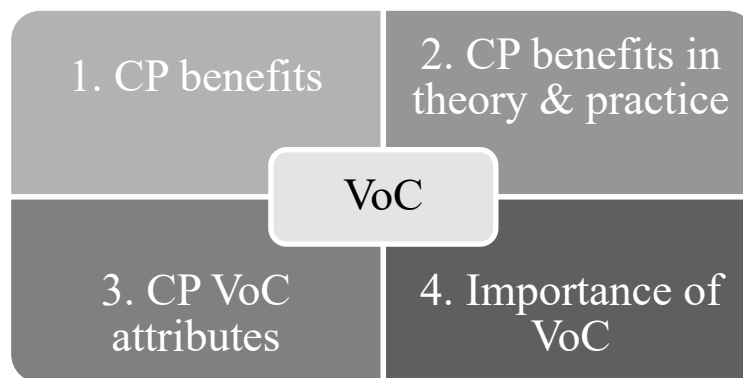 1. CP benefits
2. CP benefits in
theory & practice
VoC
3. CP VoC
attributes
4. Importance of
VoC